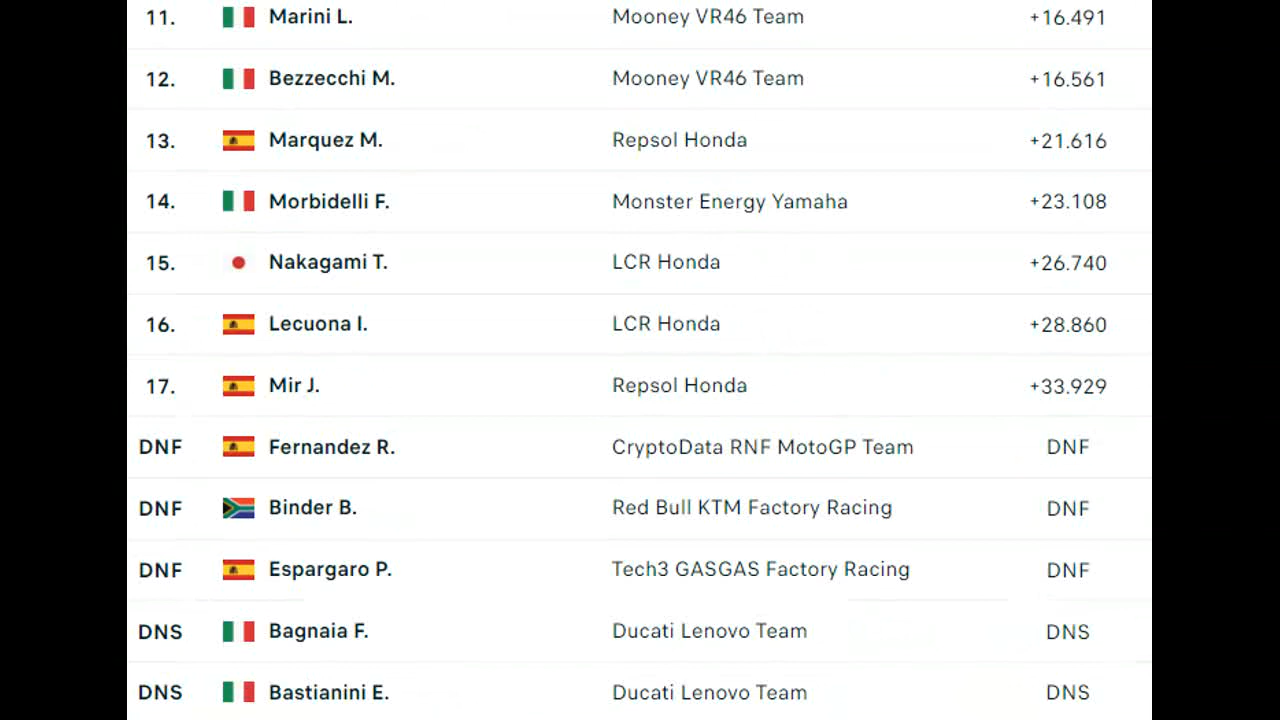 11. Marini L. Mooney VR46 Team +16.491
12. Bezzecchi M. Mooney VR46 Team +16.561
13. Marquez M. Repsol Honda +21.616
14. Morbidelli F. Monster Energy Yamaha +23.108
15. Nakagami T. LCR Honda +26.740
16. Lecuona I. LCR Honda +28.860
17. Mir J. Repsol Honda +33.929
DNF Fernandez R. CryptoData RNF MotoGP Team DNF
DNF Binder B. Red Bull KTM Factory Racing DNF
DNF Espargaro P. Tech3 GASGAS Factory Racing DNF
DNS Bagnaia F. Ducati Lenovo Team DNS
DNS Bastianini E. Ducati Lenovo Team DNS